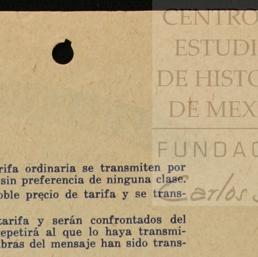 CENTRO
ESTUDI
DE HISTO
DE MEX
FUNDAC
Carlos S
rifa ordinaria se transmiten por
sin preferencia de ninguna clase.
oble precio de tarifa y se trans-
tarifa y serán confrontados del
epetirá al que lo haya transmi-
bras del mensaje han sido trans-